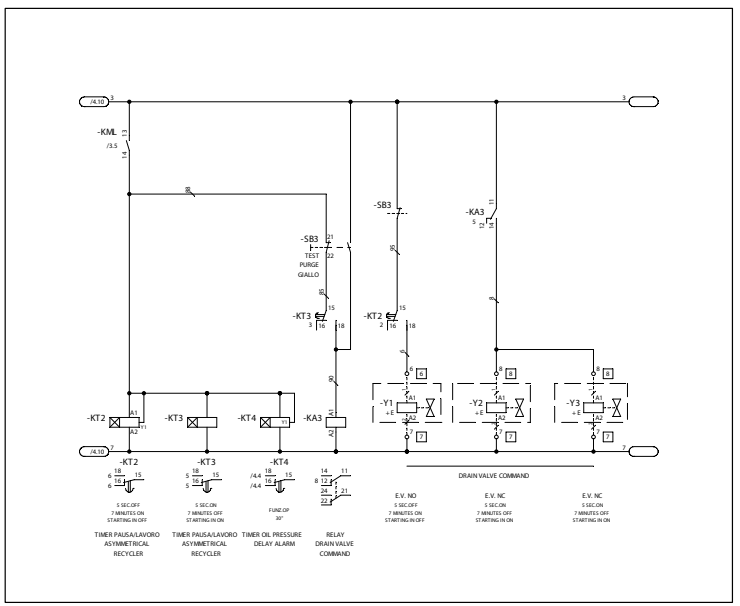 /4.10 3 3
-KML 13
/3.5
14
88
-SB3
-KA3 11
5 12 14
-SB3 21
TEST 22
PURGE
GIALLO
95
85
8
-KT3 15
3 16 18
-KT2 15
2 16 18
6
90
6 6
8 8
8 8
-KT2 A1
Y1
A2
-KT3
-KT4 Y1
-KA3 A1
A2
-Y1 A1
+E A2
-Y2 A1
+E A2
-Y3 A1
+E A2
7 7
7 7
7 7
/4.10 7 7
-KT2
18 15
6 16
6
-KT3
18 15
5 16
5
-KT4
18 15
/4.4 16
/4.4
14 11
8 12
24 21
22
DRAIN VALVE COMMAND
5 SEC.OFF
7 MINUTES ON
STARTING IN OFF
5 SEC.ON
7 MINUTES OFF
STARTING IN ON
FUNZ.OP
30"
E.V. NO
5 SEC.OFF
7 MINUTES ON
STARTING IN OFF
E.V. NC
5 SEC.ON
7 MINUTES OFF
STARTING IN ON
E.V. NC
5 SEC.ON
7 MINUTES OFF
STARTING IN ON
TIMER PAUSA/LAVORO
ASYMMETRICAL
RECYCLER
TIMER PAUSA/LAVORO
ASYMMETRICAL
RECYCLER
TIMER OIL PRESSURE
DELAY ALARM
RELAY
DRAIN VALVE
COMMAND